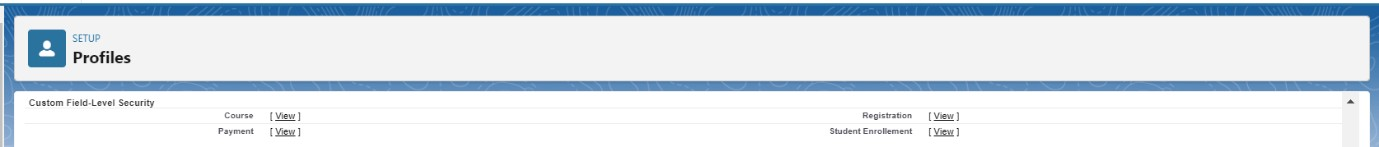 SETUP
Profiles
Custom Field-Level Security
Course [ View ] Registration [ View ]
Payment [ View ] Student Enrollement [ View ]